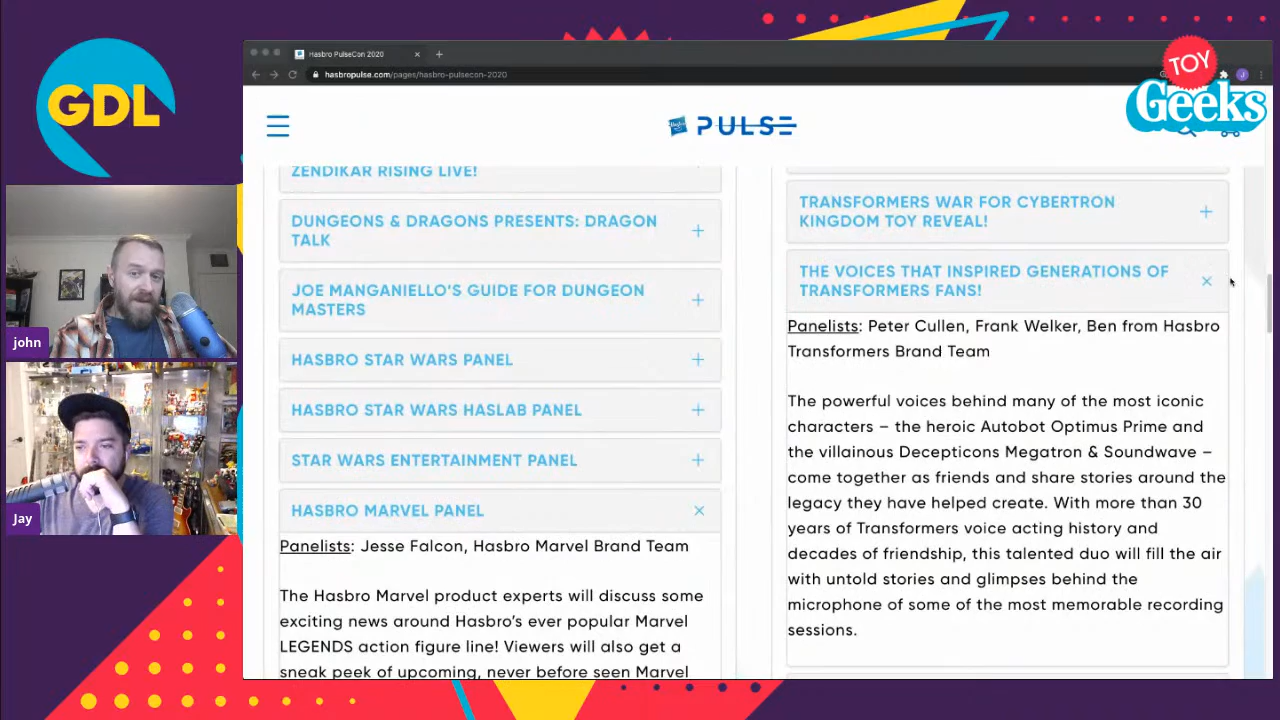 GDL
john
Jay
TOY
Geeks
Hasbro PulseCon 2020
hasbropulse.com/pages/hasbro-pulsecon-2020
J
Hasbro
PULSE
ZENDIKAR RISING LIVE!
DUNGEONS & DRAGONS PRESENTS: DRAGON
TALK
JOE MANGANIELLO'S GUIDE FOR DUNGEON
MASTERS
HASBRO STAR WARS PANEL
HASBRO STAR WARS HASLAB PANEL
STAR WARS ENTERTAINMENT PANEL
HASBRO MARVEL PANEL
Panelists: Jesse Falcon, Hasbro Marvel Brand Team
The Hasbro Marvel product experts will discuss some
exciting news around Hasbro's ever popular Marvel
LEGENDS action figure line! Viewers will also get a
sneak peek of upcoming, never before seen Marvel
TRANSFORMERS WAR FOR CYBERTRON
KINGDOM TOY REVEAL!
THE VOICES THAT INSPIRED GENERATIONS OF
TRANSFORMERS FANS!
Panelists: Peter Cullen, Frank Welker, Ben from Hasbro
Transformers Brand Team
The powerful voices behind many of the most iconic
characters – the heroic Autobot Optimus Prime and
the villainous Decepticons Megatron & Soundwave –
come together as friends and share stories around the
legacy they have helped create. With more than 30
years of Transformers voice acting history and
decades of friendship, this talented duo will fill the air
with untold stories and glimpses behind the
microphone of some of the most memorable recording
sessions.